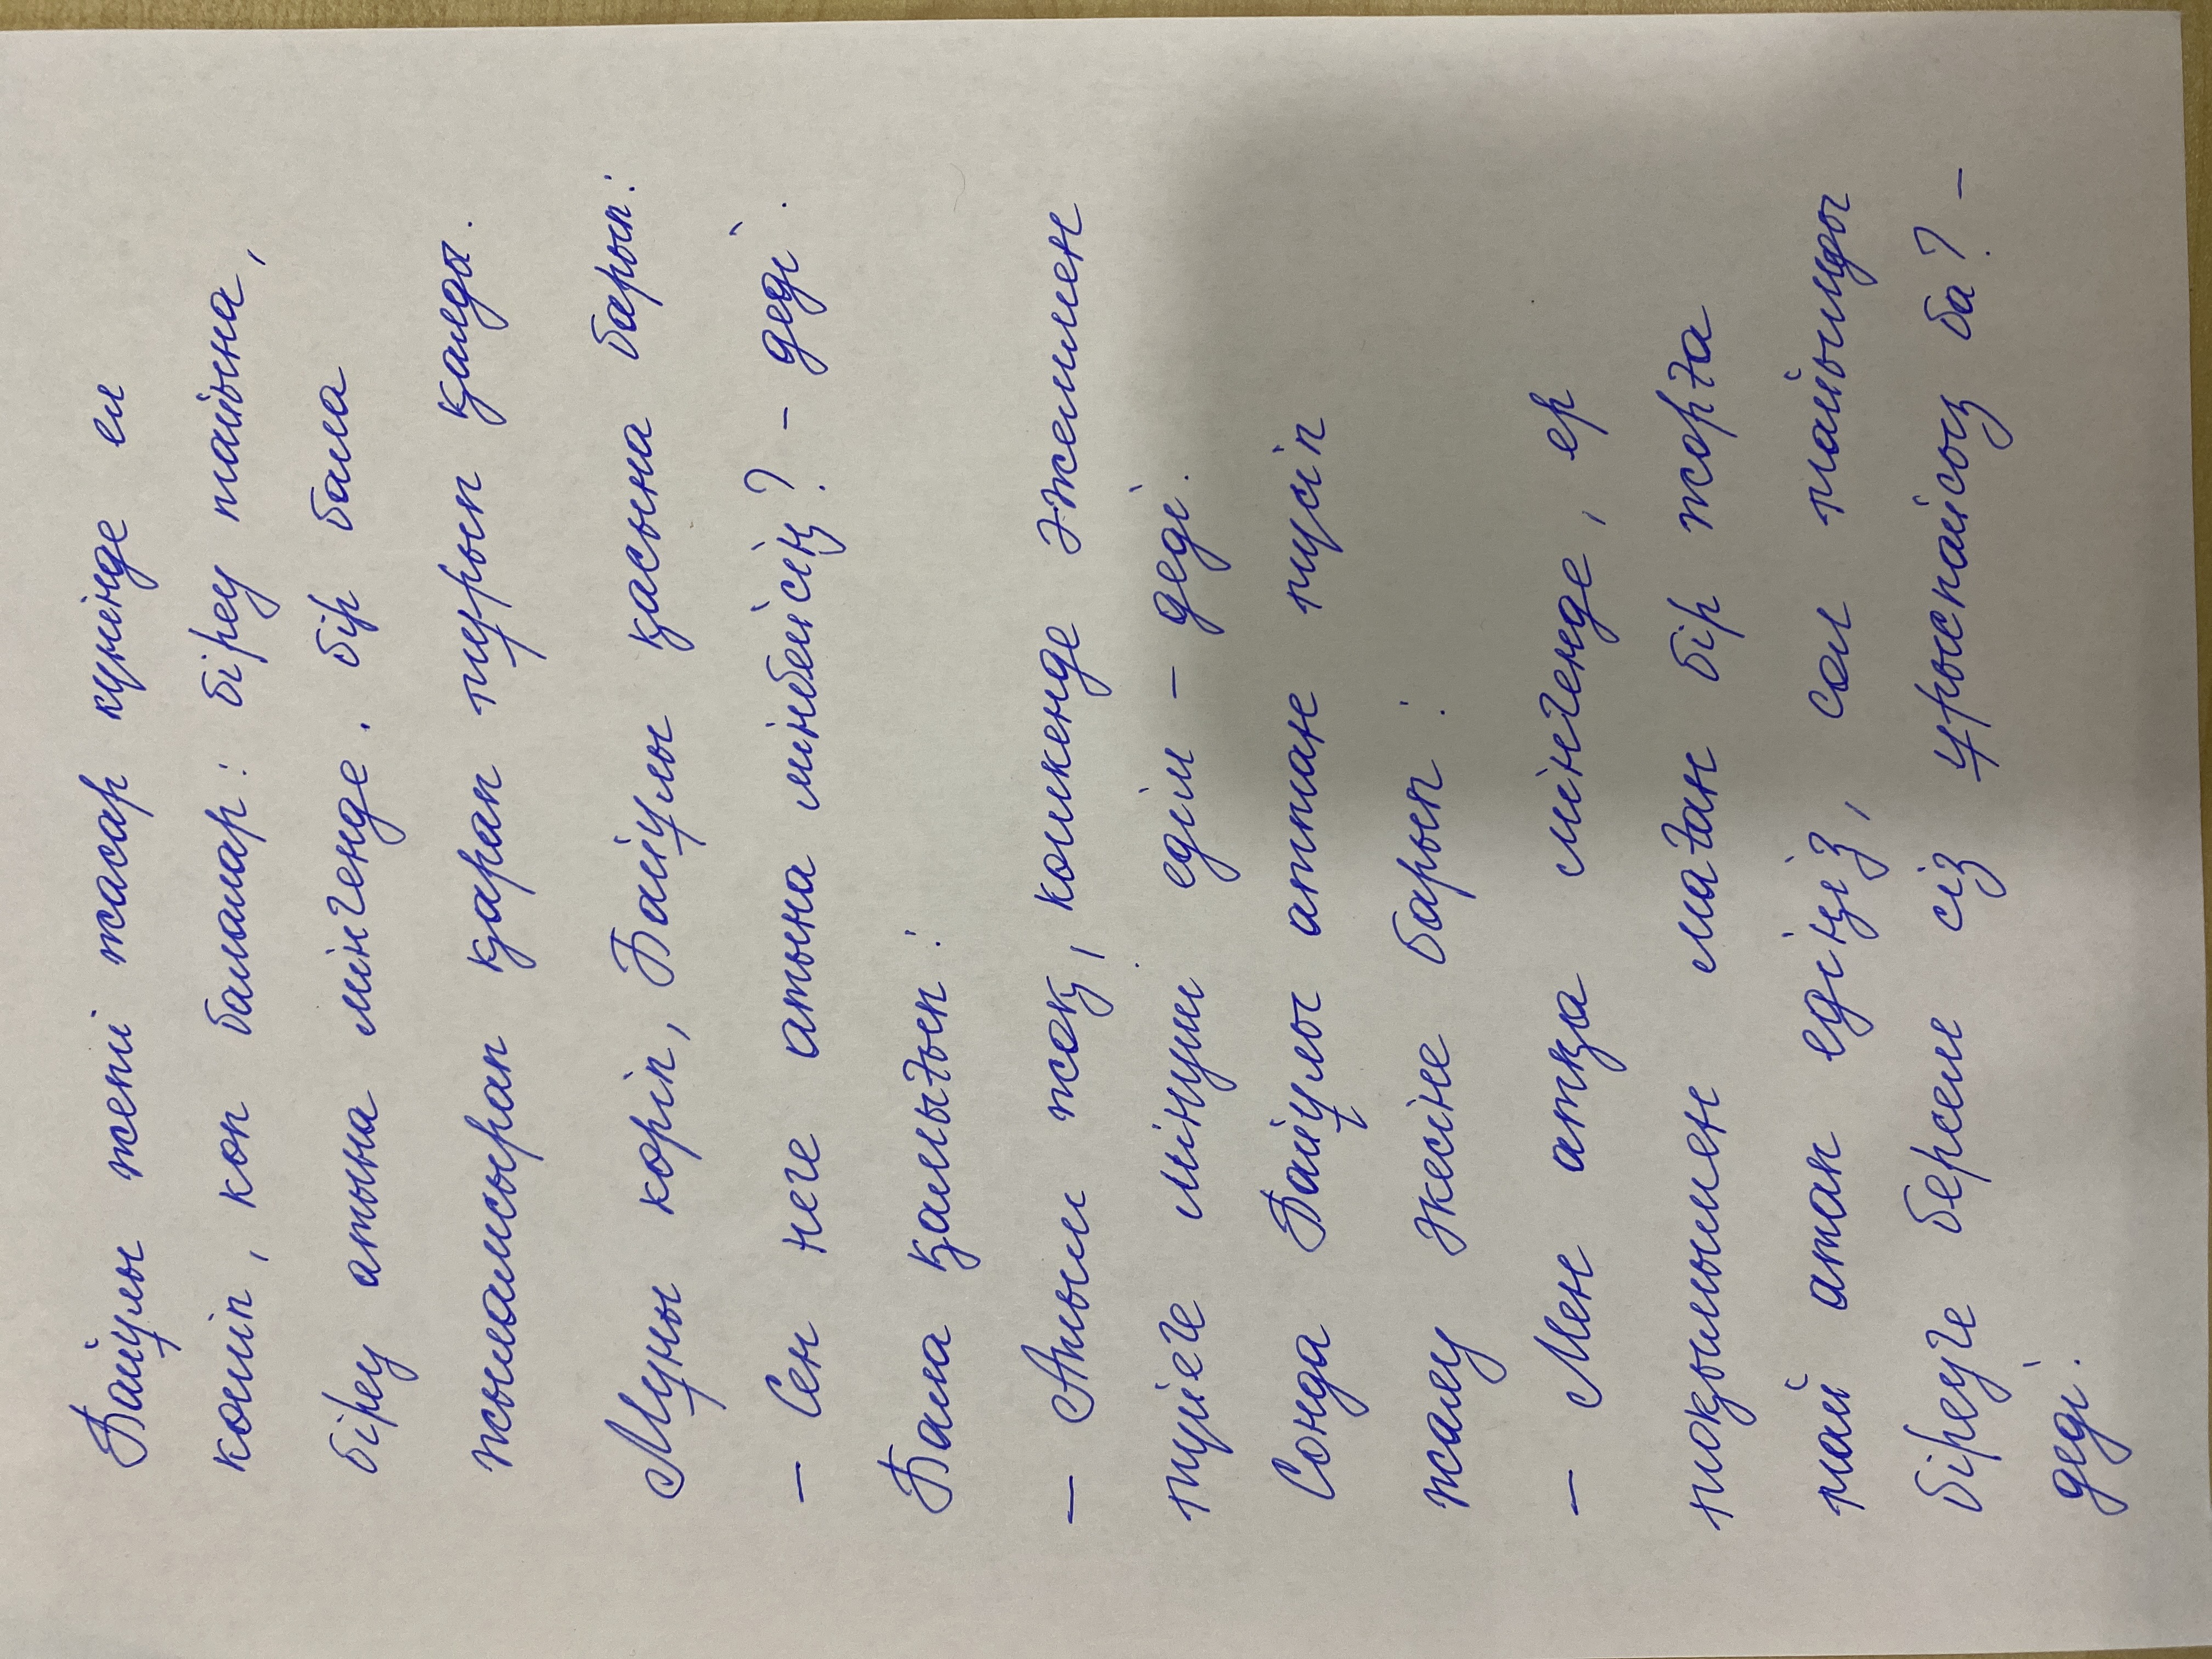 Байұлы жеті жасар күнінде ел
көшіп, көп балалар: біреу тайына,
біреу атына мінгенде. бір бала
жыламсырап қарап тұрып қалды.
Мұны көріп, Байұлы қасына барып:
– Сен неге атына мінбейсің? – деді.
Бала қамығып:
– Атым жоқ, көшкенде әжеммен
түйеге мінуші едім – деді.
Сонда Байұлы аттан түсіп
жаяу әкесіне барып:
– Мен атқа мінгенде, ер
тоқымымен маған бір жорға
тай атап едіңіз, сол тайымды
біреуге берсем сіз ұрыспайсыз ба? –
деді.